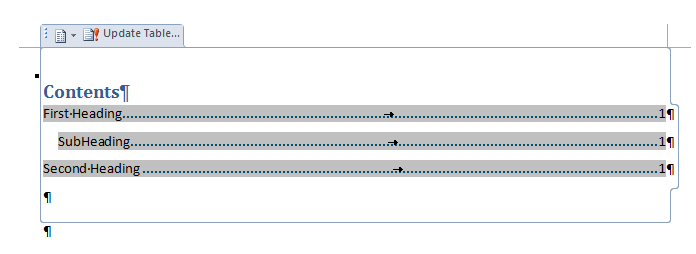 Update Table...
Contents¶
First·Heading........................................................→........................................................1¶
SubHeading........................................................→........................................................1¶
Second·Heading........................................................→........................................................1¶
¶
¶